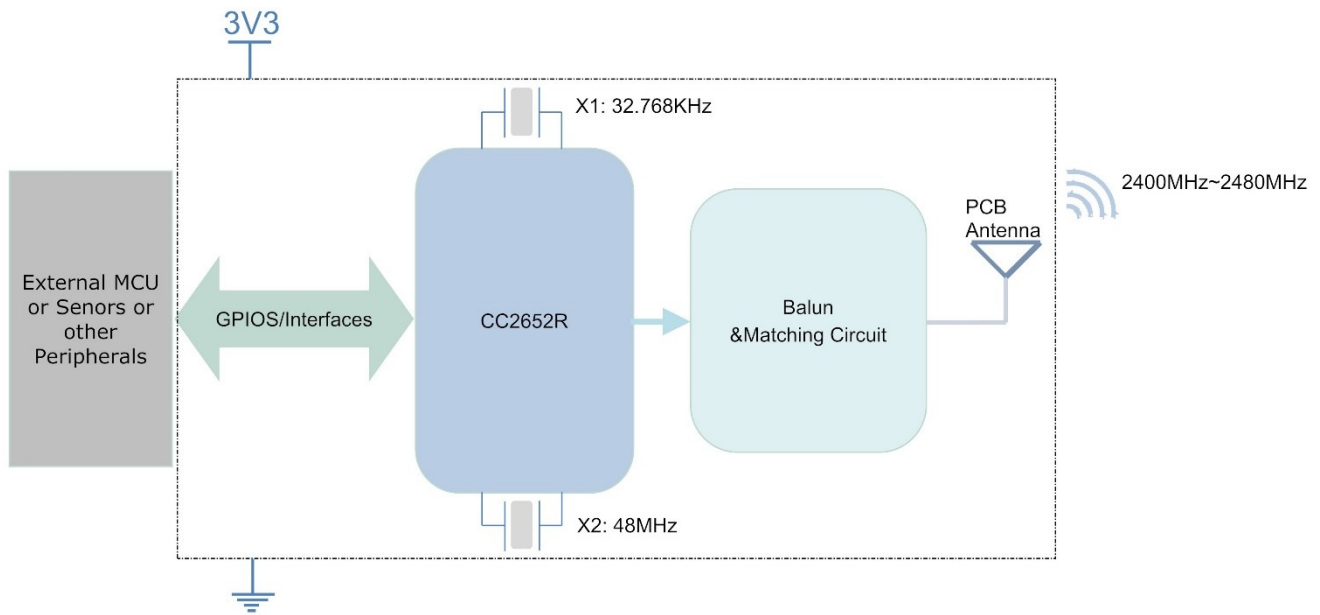 3V3
X1: 32.768KHz
2400MHz~2480MHz
PCB
Antenna
External MCU
or Senors or
other
Peripherals
GPIOS/Interfaces
CC2652R
Balun
&Matching Circuit
X2: 48MHz